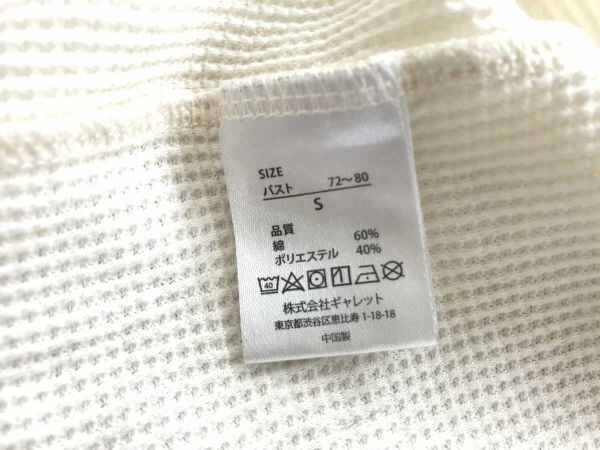 SIZE
バスト 72～80
S
品質
綿 60%
ポリエステル 40%
40
株式会社ギャレット
東京都渋谷区恵比寿 1-18-18
中国製